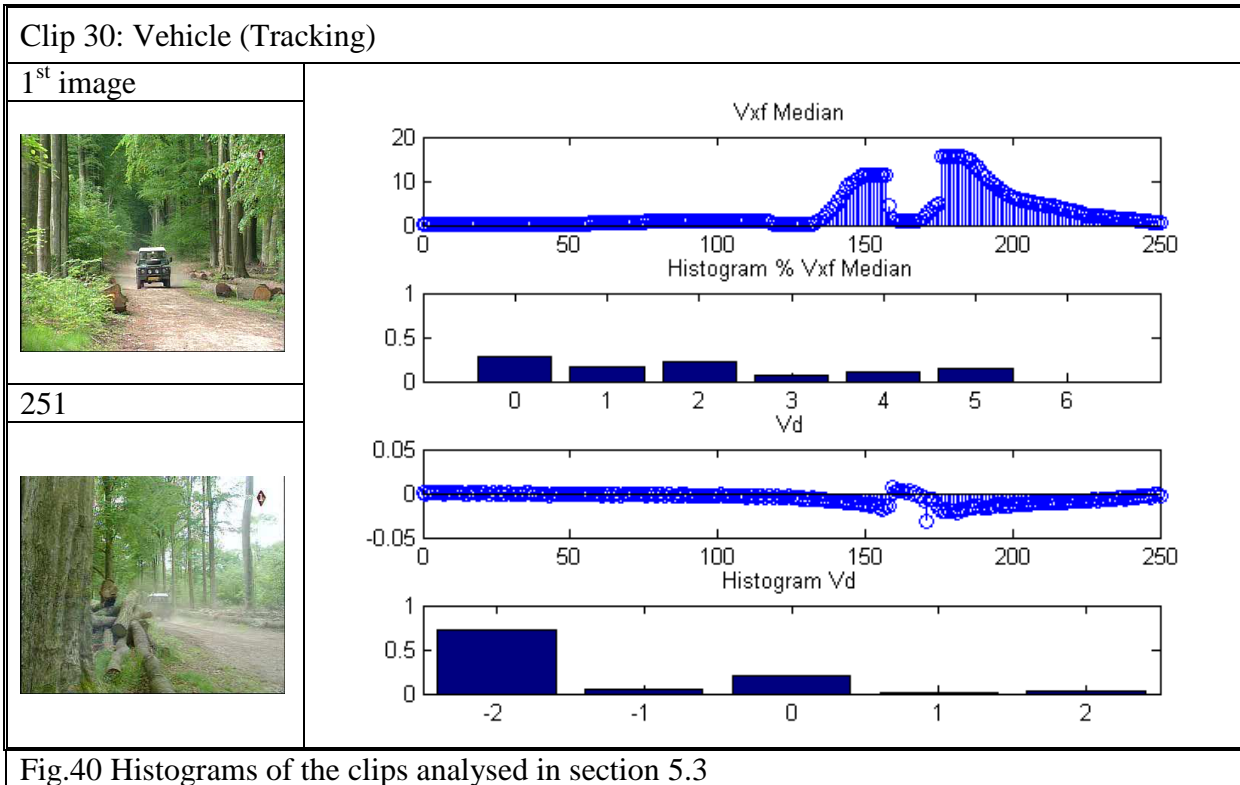 Clip 30: Vehicle (Tracking)
1st image
251
Vxf Median
20
10
0
0 50 100 150 200 250
Histogram % Vxf Median
1
0.5
0
0 1 2 3 4 5 6
Vd
0.05
0
-0.05
0 50 100 150 200 250
Histogram Vd
1
0.5
0
-2 -1 0 1 2
Fig.40 Histograms of the clips analysed in section 5.3